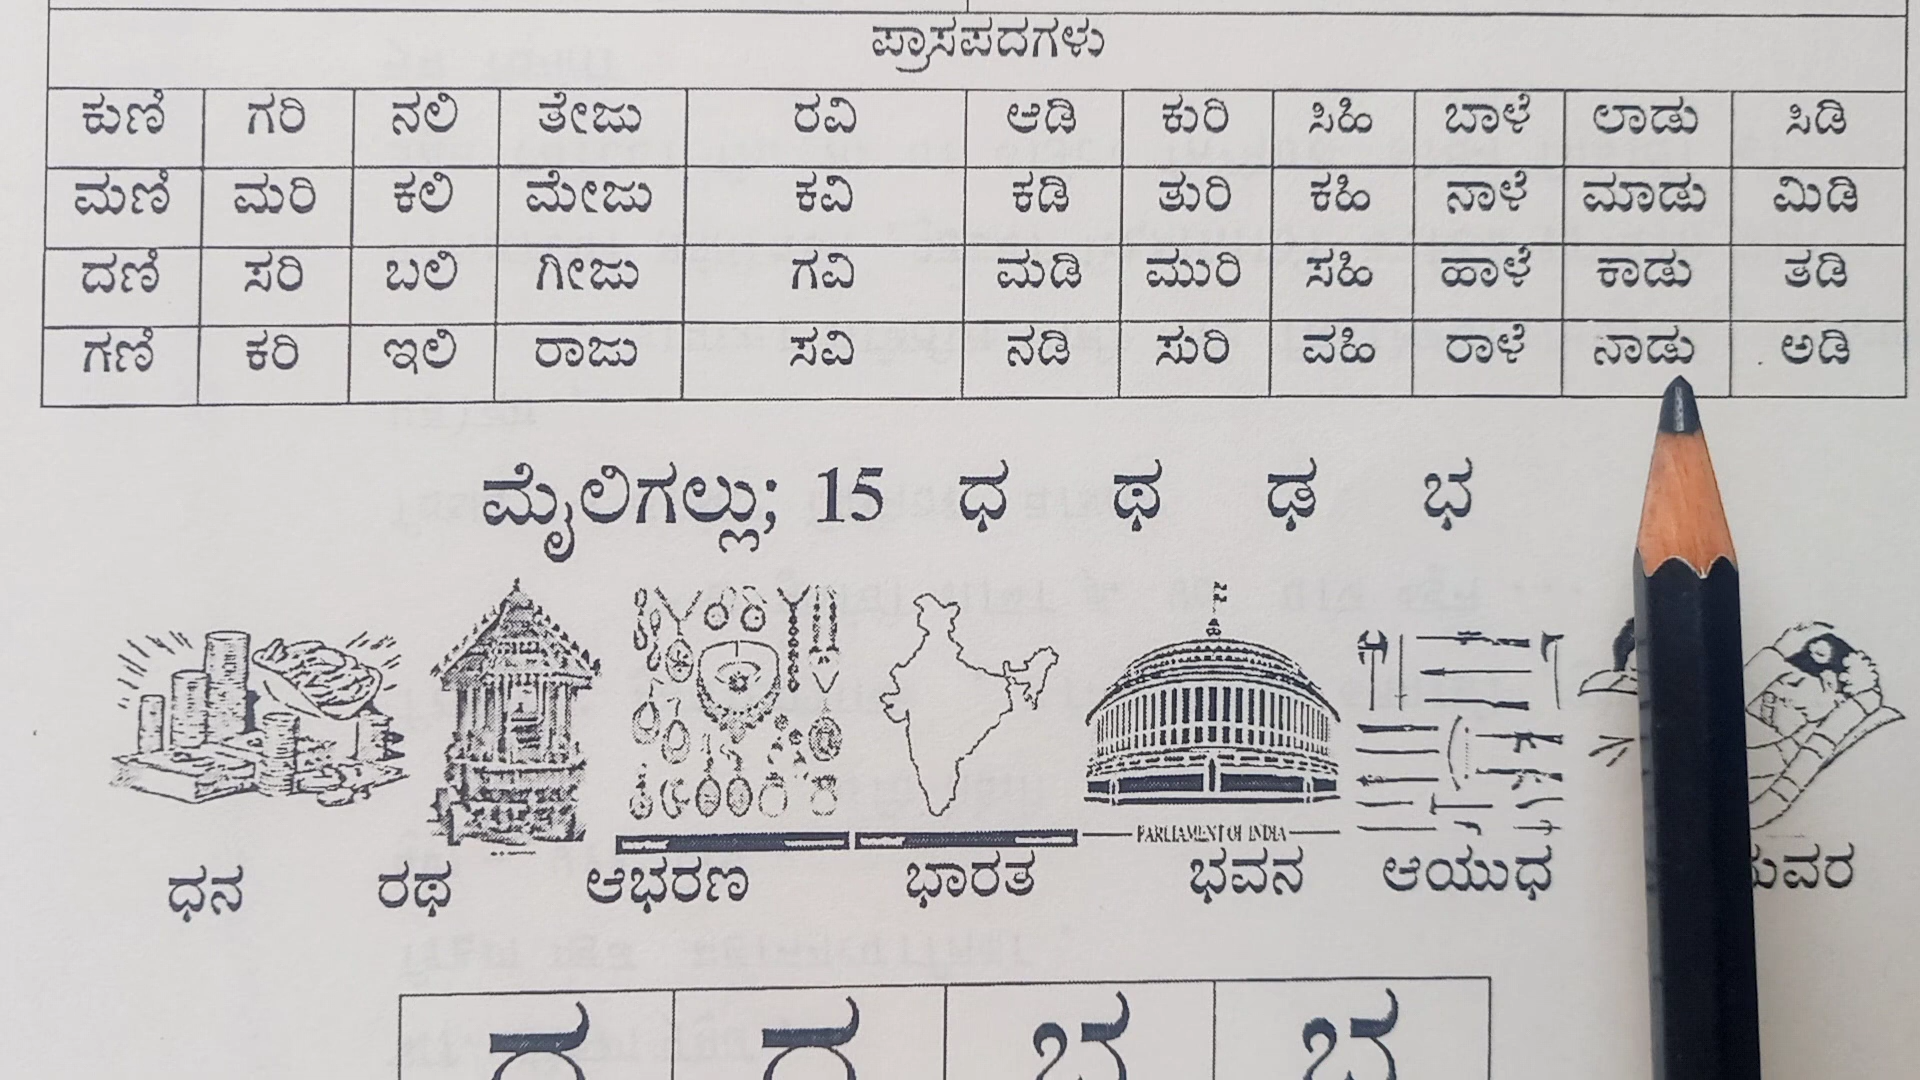 ಪ್ರಾಸಪದಗಳು
ಕುಣಿ ಗರಿ ನಲಿ ತೇಜು ರವಿ ಆಡಿ ಕುರಿ ಸಿಹಿ ಬಾಳೆ ಲಾಡು ಸಿಡಿ
ಮಣಿ ಮರಿ ಕಲಿ ಮೇಜು ಕವಿ ಕಡಿ ತುರಿ ಕಹಿ ನಾಳೆ ಮಾಡು ಮಿಡಿ
ದಣಿ ಸರಿ ಬಲಿ ಗೀಜು ಗವಿ ಮಡಿ ಮುರಿ ಸಹಿ ಹಾಳೆ ಕಾಡು ತಡಿ
ಗಣಿ ಕರಿ ಇಲಿ ರಾಜು ಸವಿ ನಡಿ ಸುರಿ ವಹಿ ರಾಳೆ ನಾಡು ಅಡಿ
ಮೈಲಿಗಲ್ಲು; 15 ಧ ಥ ಢ ಭ
PARLIAMENT OF INDIA
ಧನ ರಥ ಆಭರಣ ಭಾರತ ಭವನ ಆಯುಧ
ಭ ಭ